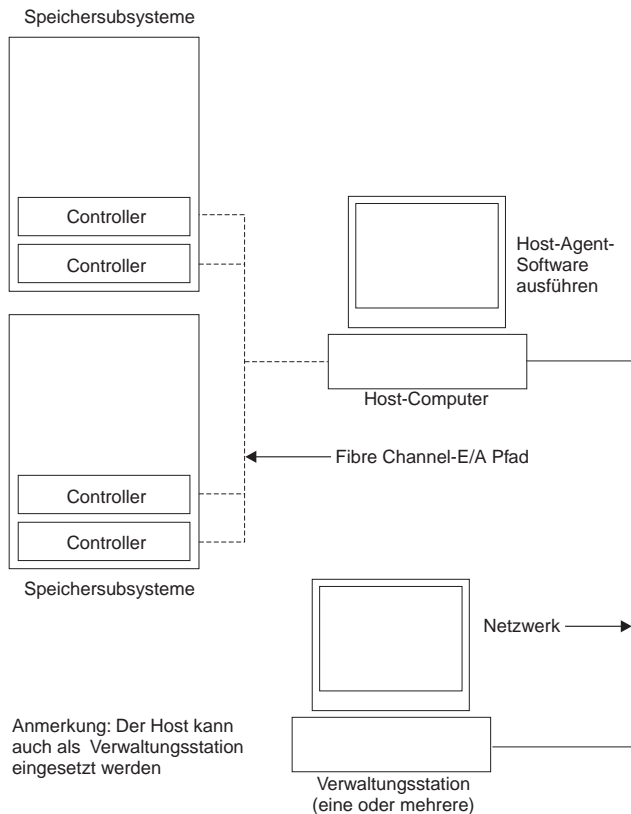 Speichersubsysteme
Controller
Controller
Host-Agent-
Software
ausführen
Host-Computer
Fibre Channel-E/A Pfad
Controller
Controller
Speichersubsysteme
Netzwerk
Anmerkung: Der Host kann
auch als Verwaltungsstation
eingesetzt werden
Verwaltungsstation
(eine oder mehrere)